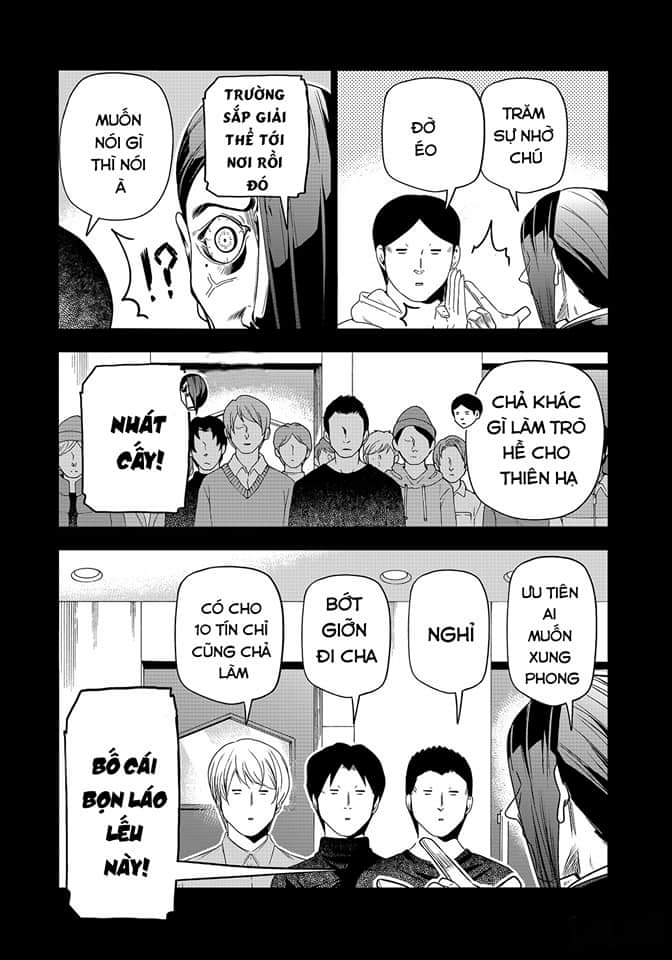 TRĂM
SỰ NHỜ
CHÚ
ĐỜ
ÉO
TRƯỜNG
SẮP GIẢI
THỂ TỚI
NƠI RỒI
ĐÓ
!?
MUỐN
NÓI GÌ
THÌ NÓI
À
CHẢ KHÁC
GÌ LÀM TRÒ
HỀ CHO
THIÊN HẠ
NHÁT
CẤY!
ƯU TIÊN
AI
MUỐN
XUNG
PHONG
NGHỈ
BỚT
GIỠN
ĐI CHA
CÓ CHO
10 TÍN CHỈ
CŨNG CHẢ
LÀM
BỐ CÁI
BỌN LÁO
LẾU
NÀY!